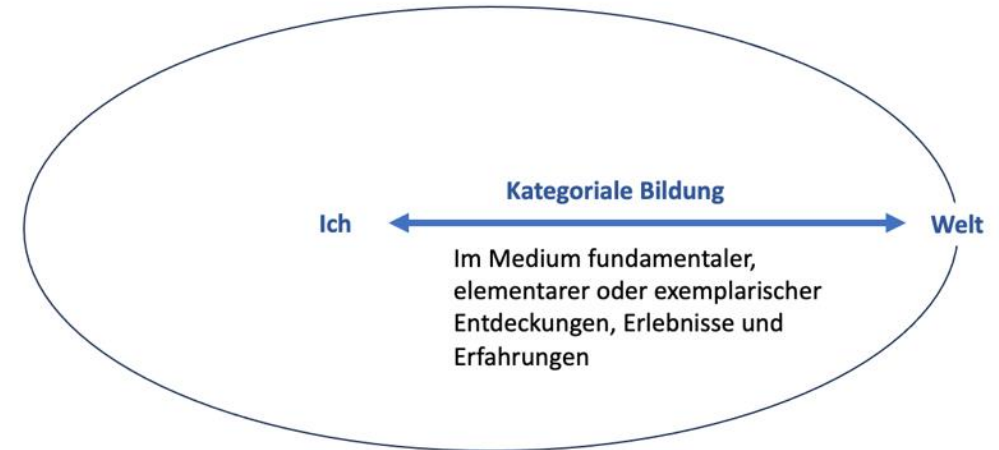 Kategoriale Bildung
Ich
Welt
Im Medium fundamentaler,
elementarer oder exemplarischer
Entdeckungen, Erlebnisse und
Erfahrungen